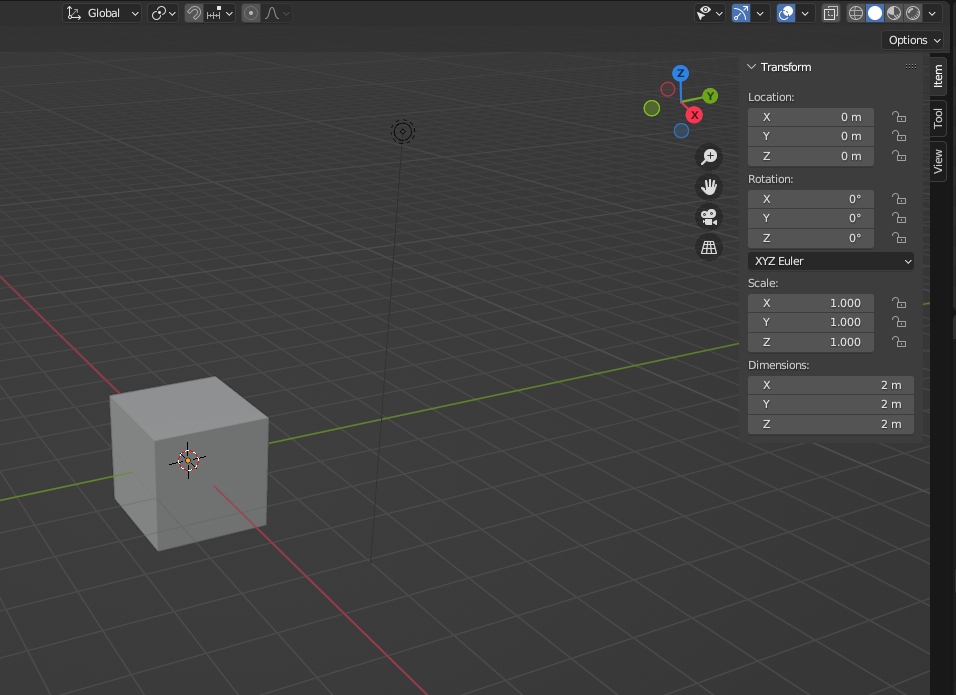 Global
Options
Z
Y
X
Transform
Item
Tool
View
Location:
X 0 m
Y 0 m
Z 0 m
Rotation:
X 0°
Y 0°
Z 0°
XYZ Euler
Scale:
X 1.000
Y 1.000
Z 1.000
Dimensions:
X 2 m
Y 2 m
Z 2 m